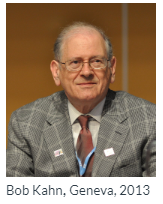 Bob Kahn, Geneva, 2013